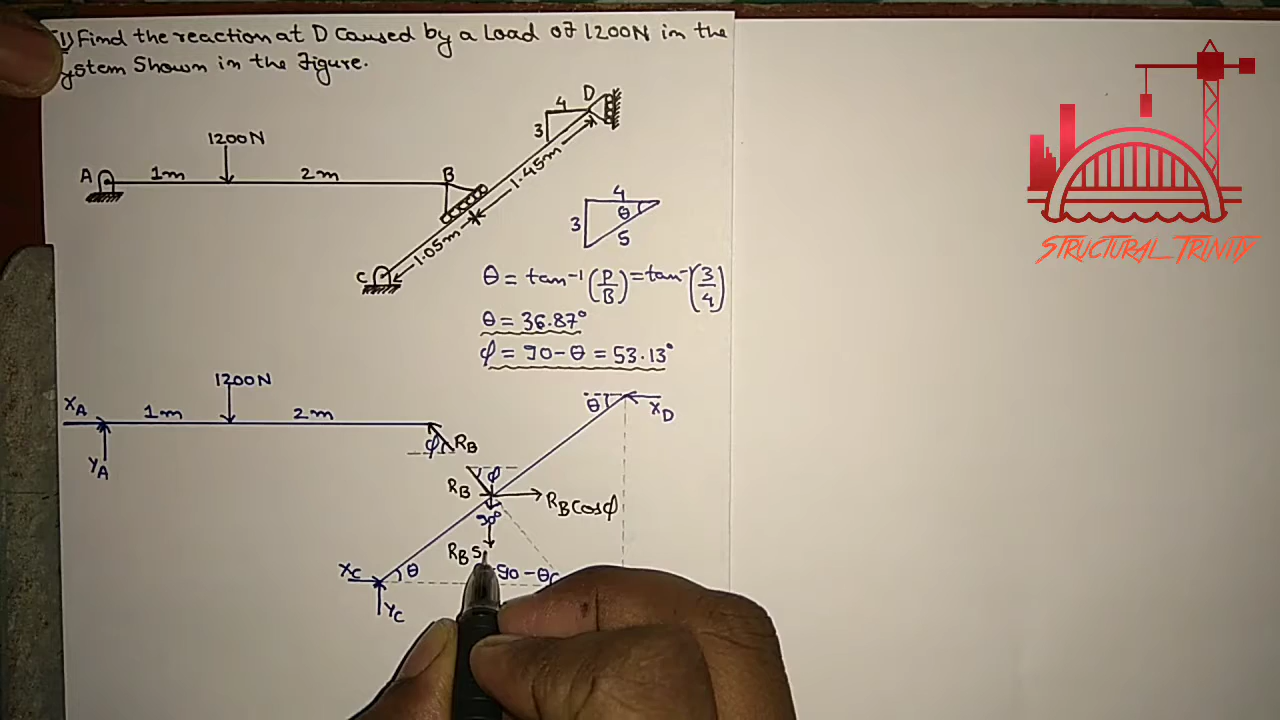 1) Find the reaction at D caused by a Load of 1200N in the
ystem Shown in the Figure.
1200N
A
1m
2m
B
C
1.05m
1.45m
D
4
3
4
3
θ
5
θ = tan⁻¹(P/B) = tan⁻¹(3/4)
θ = 36.87°
φ = 90-θ = 53.13°
1200N
XA
1m
2m
YA
φ
RB
θ
XD
RB
φ
RB cosφ
90°
RB S
XC
θ
90-θ
YC
STRUCTURAL TRINITY